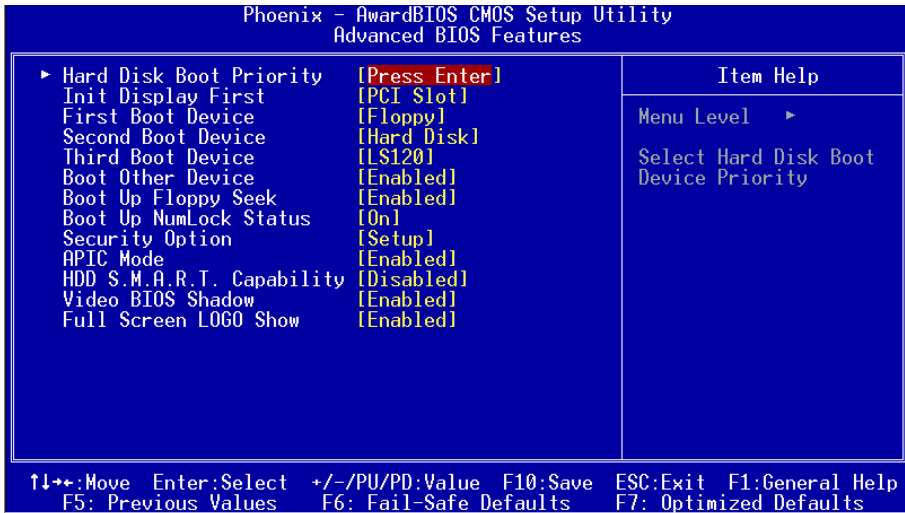 Phoenix - AwardBIOS CMOS Setup Utility
Advanced BIOS Features
► Hard Disk Boot Priority [Press Enter]
Init Display First [PCI Slot]
First Boot Device [Floppy]
Second Boot Device [Hard Disk]
Third Boot Device [LS120]
Boot Other Device [Enabled]
Boot Up Floppy Seek [Enabled]
Boot Up NumLock Status [On]
Security Option [Setup]
APIC Mode [Enabled]
HDD S.M.A.R.T. Capability [Disabled]
Video BIOS Shadow [Enabled]
Full Screen LOGO Show [Enabled]
Item Help
Menu Level ►
Select Hard Disk Boot
Device Priority
↑↓→←:Move Enter:Select +/-/PU/PD:Value F10:Save ESC:Exit F1:General Help
F5: Previous Values F6: Fail-Safe Defaults F7: Optimized Defaults